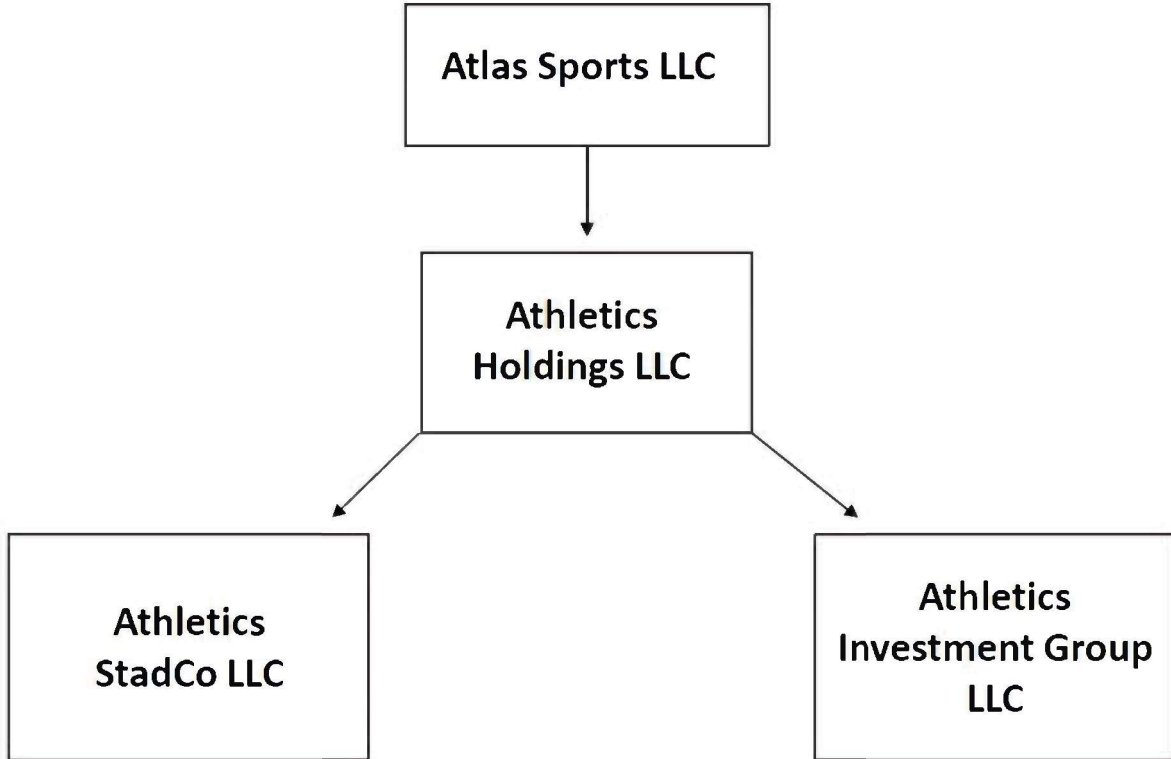 Atlas Sports LLC
Athletics
Holdings LLC
Athletics
StadCo LLC
Athletics
Investment Group
LLC